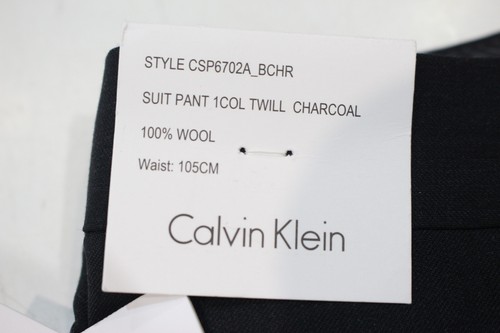 STYLE CSP6702A_BCHR
SUIT PANT 1COL TWILL CHARCOAL
100% WOOL
Waist: 105CM
Calvin Klein